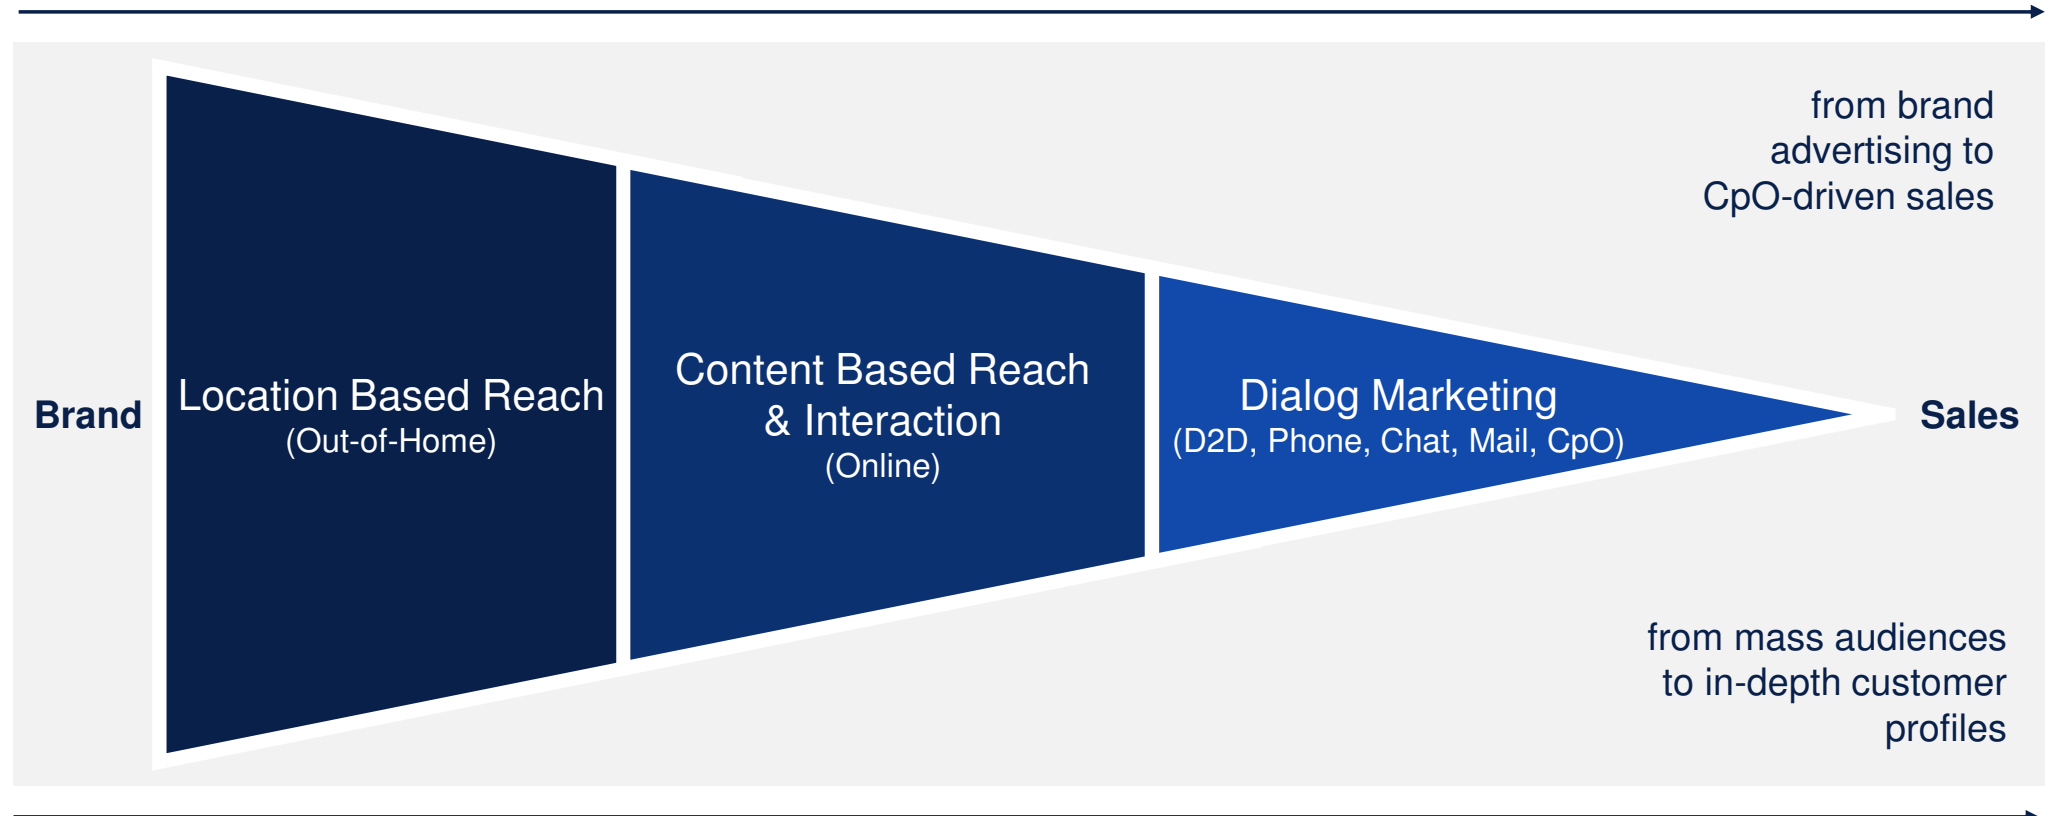 from brand
advertising to
CpO-driven sales
Brand
Location Based Reach
(Out-of-Home)
Content Based Reach
& Interaction
(Online)
Dialog Marketing
(D2D, Phone, Chat, Mail, CpO)
Sales
from mass audiences
to in-depth customer
profiles